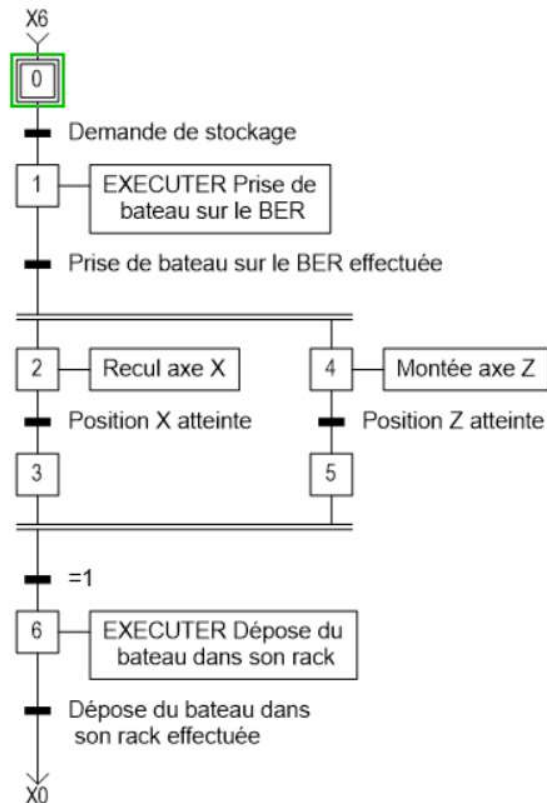 X6
0
Demande de stockage
1
EXECUTER Prise de
bateau sur le BER
Prise de bateau sur le BER effectuée
2
Recul axe X
4
Montée axe Z
Position X atteinte
Position Z atteinte
3
5
=1
6
EXECUTER Dépose du
bateau dans son rack
Dépose du bateau dans
son rack effectuée
X0